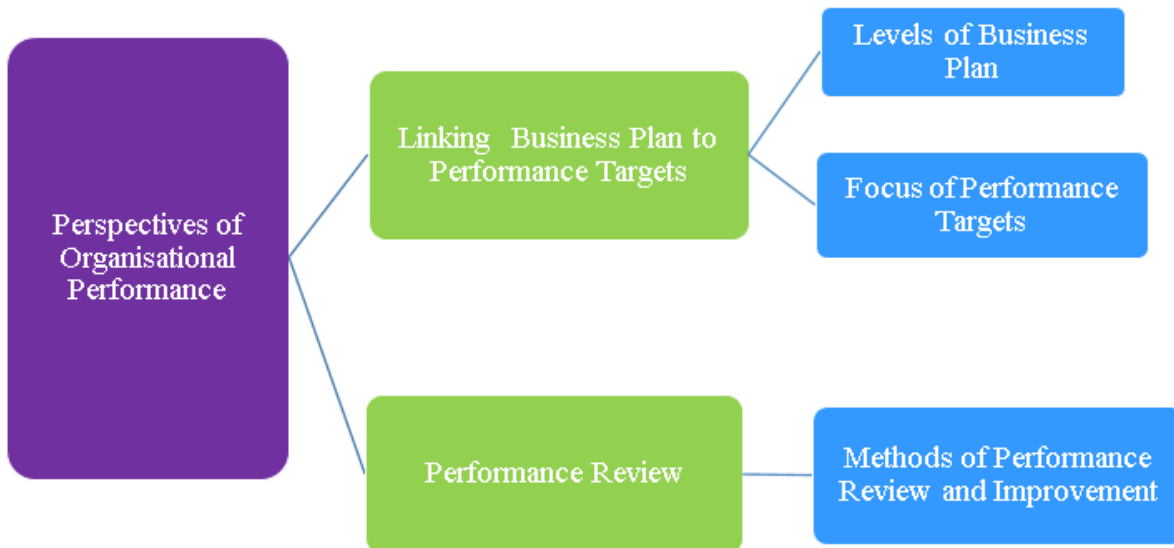 Perspectives of
Organisational
Performance
Linking Business Plan to
Performance Targets
Levels of Business
Plan
Focus of Performance
Targets
Performance Review
Methods of Performance
Review and Improvement